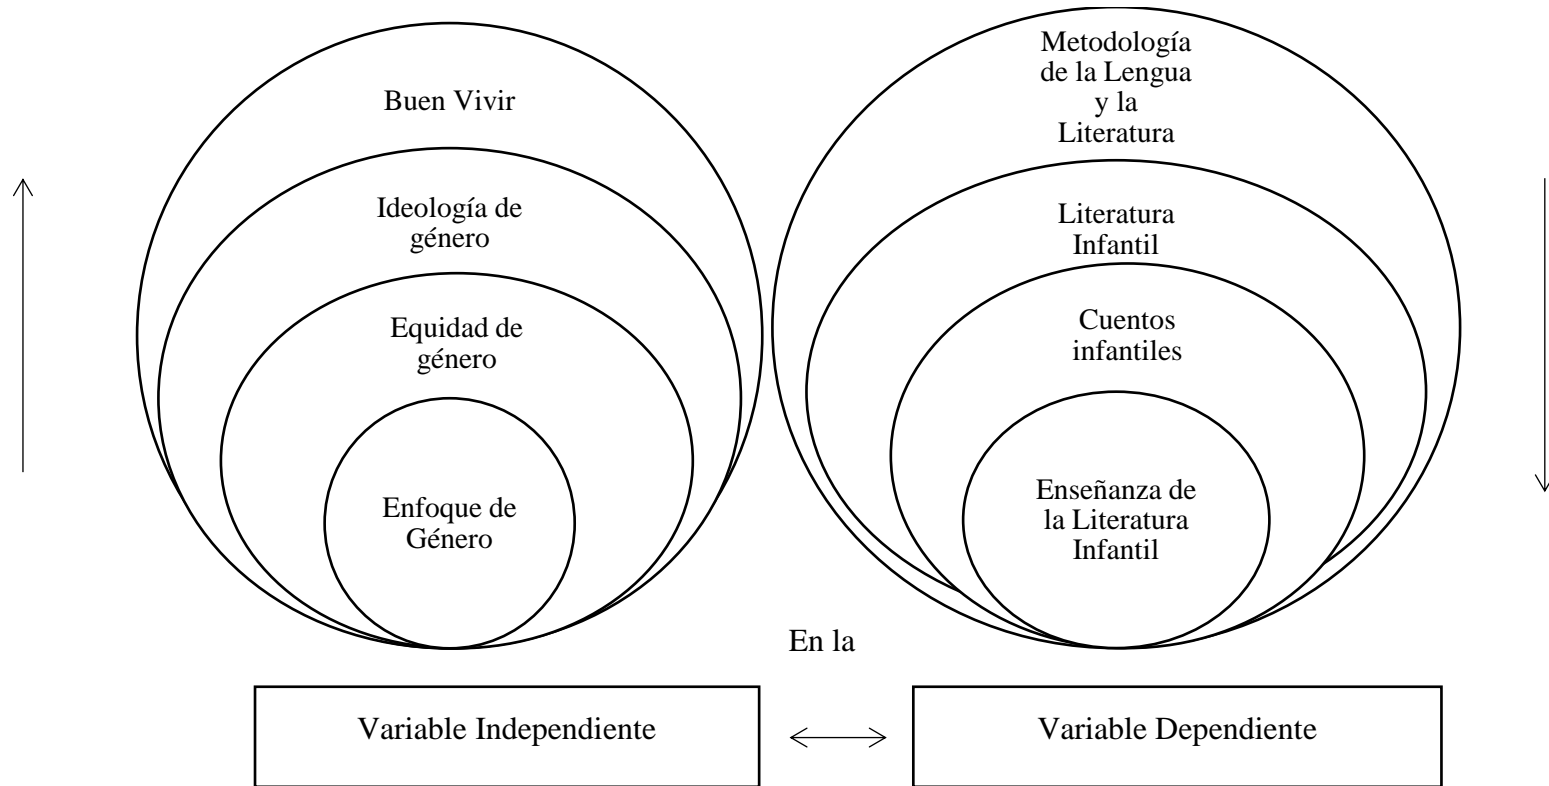 Buen Vivir
Ideología de
género
Equidad de
género
Enfoque de
Género
Metodología
de la Lengua
y la
Literatura
Literatura
Infantil
Cuentos
infantiles
Enseñanza de
la Literatura
Infantil
En la
Variable Independiente
Variable Dependiente